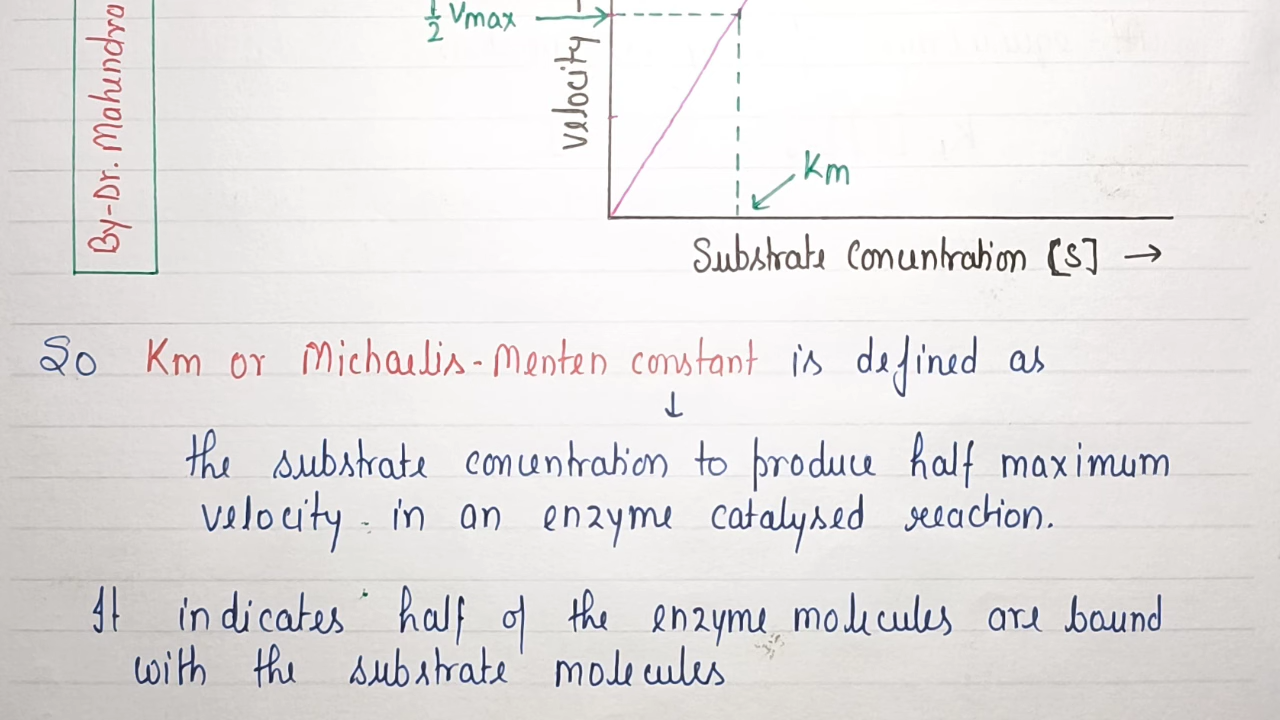 By-Dr. Mahendra
½ Vmax
velocity
Km
Substrate Concentration [S] →
So Km or Michaelis-Menten constant is defined as
↓
the substrate concentration to produce half maximum
velocity in an enzyme catalysed reaction.
It indicates half of the enzyme molecules are bound
with the substrate molecules